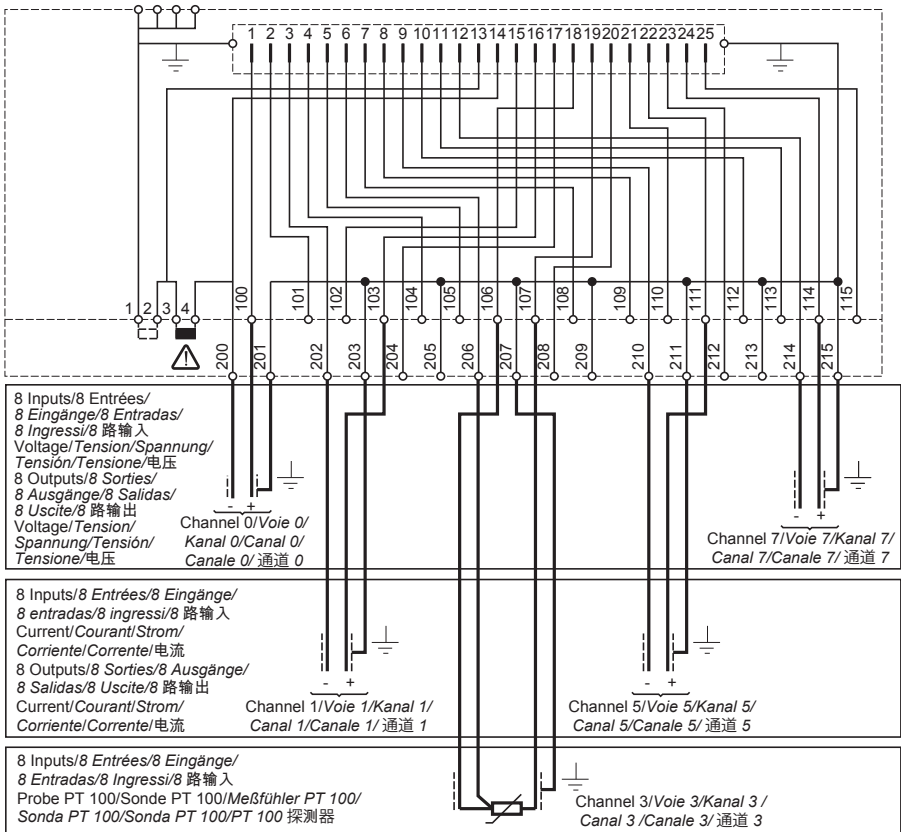 1 2 3 4 5 6 7 8 9 10 11 12 13 14 15 16 17 18 19 20 21 22 23 24 25
1 2 3 4 100 101 102 103 104 105 106 107 108 109 110 111 112 113 114 115
200 201 202 203 204 205 206 207 208 209 210 211 212 213 214 215
8 Inputs/8 Entrées/
8 Eingänge/8 Entradas/
8 Ingressi/8 路输入
Voltage/Tension/Spannung/
Tensión/Tensione/电压
8 Outputs/8 Sorties/
8 Ausgänge/8 Salidas/
8 Uscite/8 路输出
Voltage/Tension/
Spannung/Tensión/
Tensione/电压
- +
Channel 0/Voie 0/
Kanal 0/Canal 0/
Canale 0/ 通道 0
- +
Channel 7/Voie 7/Kanal 7/
Canal 7/Canale 7/ 通道 7
8 Inputs/8 Entrées/8 Eingänge/
8 entradas/8 ingressi/8 路输入
Current/Courant/Strom/
Corriente/Corrente/电流
8 Outputs/8 Sorties/8 Ausgänge/
8 Salidas/8 Uscite/8 路输出
Current/Courant/Strom/
Corriente/Corrente/电流
- +
Channel 1/Voie 1/Kanal 1/
Canal 1/Canale 1/ 通道 1
- +
Channel 5/Voie 5/Kanal 5/
Canal 5/Canale 5/ 通道 5
8 Inputs/8 Entrées/8 Eingänge/
8 Entradas/8 Ingressi/8 路输入
Probe PT 100/Sonde PT 100/Meßfühler PT 100/
Sonda PT 100/Sonda PT 100/PT 100 探测器
Channel 3/Voie 3/Kanal 3 /
Canal 3 /Canale 3/ 通道 3